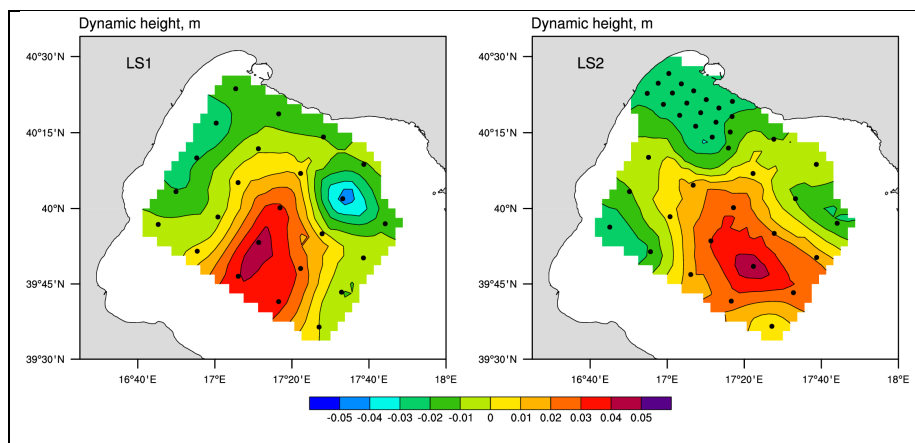 Dynamic height, m
Dynamic height, m
LS1
LS2
40°30'N
40°30'N
40°15'N
40°15'N
40°N
40°N
39°45'N
39°45'N
39°30'N
39°30'N
16°40'E 17°E 17°20'E 17°40'E 18°E
16°40'E 17°E 17°20'E 17°40'E 18°E
-0.05 -0.04 -0.03 -0.02 -0.01 0 0.01 0.02 0.03 0.04 0.05